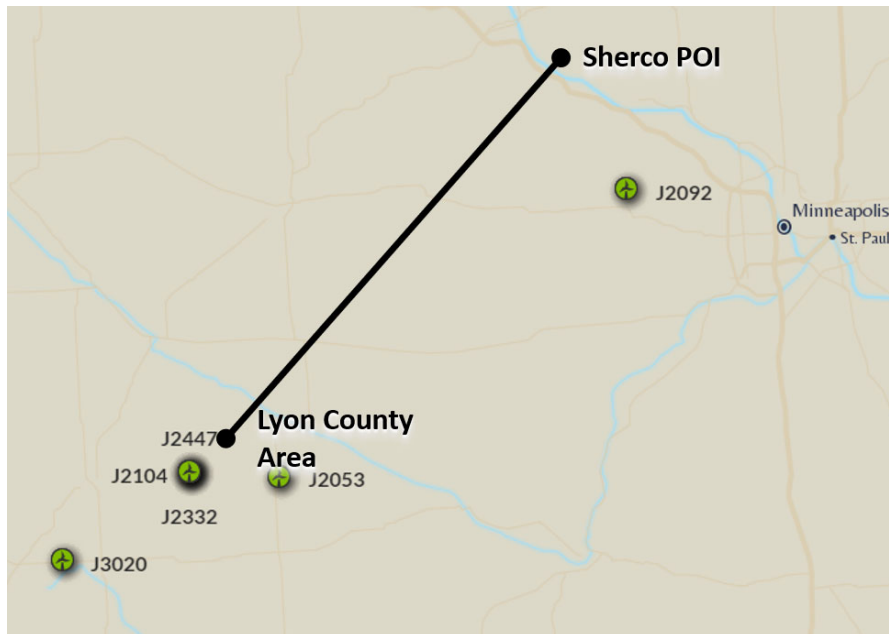 Sherco POI
J2092
Minneapolis
St. Paul
Lyon County
Area
J2447
J2104
J2053
J2332
J3020